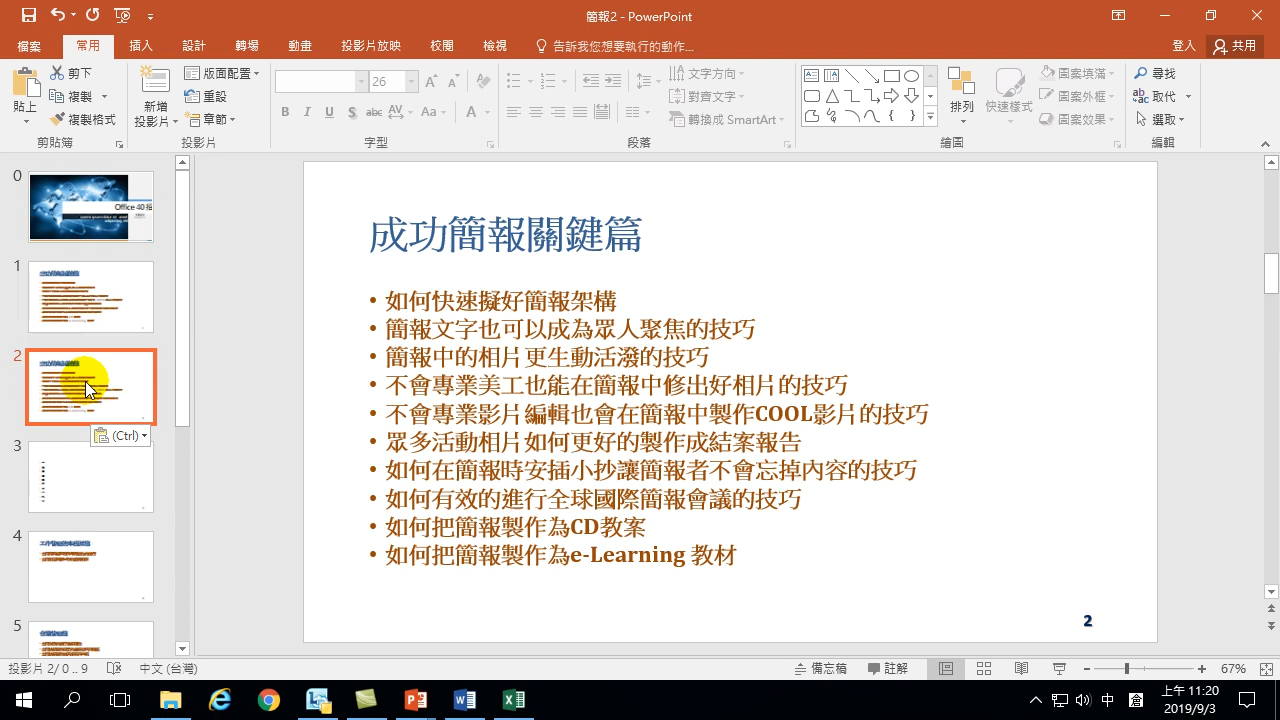 簡報2 - PowerPoint
檔案 常用 插入 設計 轉場 動畫 投影片放映 校閱 檢視 告訴我您想要執行的動作... 登入 共用
貼上 剪下 複製 複製格式 剪貼簿
新增投影片 版面配置 重設 章節 投影片
26 B I U S abc AV Aa A 字型
文字方向 對齊文字 轉換成 SmartArt 段落
排列 快速樣式 圖案填滿 圖案外框 圖案效果 繪圖
尋找 取代 選取 編輯
0
Office 40招
1
2
(Ctrl)
3
4
5
成功簡報關鍵篇
• 如何快速擬好簡報架構
• 簡報文字也可以成為眾人聚焦的技巧
• 簡報中的相片更生動活潑的技巧
• 不會專業美工也能在簡報中修出好相片的技巧
• 不會專業影片編輯也會在簡報中製作COOL影片的技巧
• 眾多活動相片如何更好的製作成結案報告
• 如何在簡報時安插小抄讓簡報者不會忘掉內容的技巧
• 如何有效的進行全球國際簡報會議的技巧
• 如何把簡報製作為CD教案
• 如何把簡報製作為e-Learning 教材
2
投影片 2/ 0 .. 9 中文 (台灣) 備忘稿 註解 67%
中 上午 11:20
2019/9/3